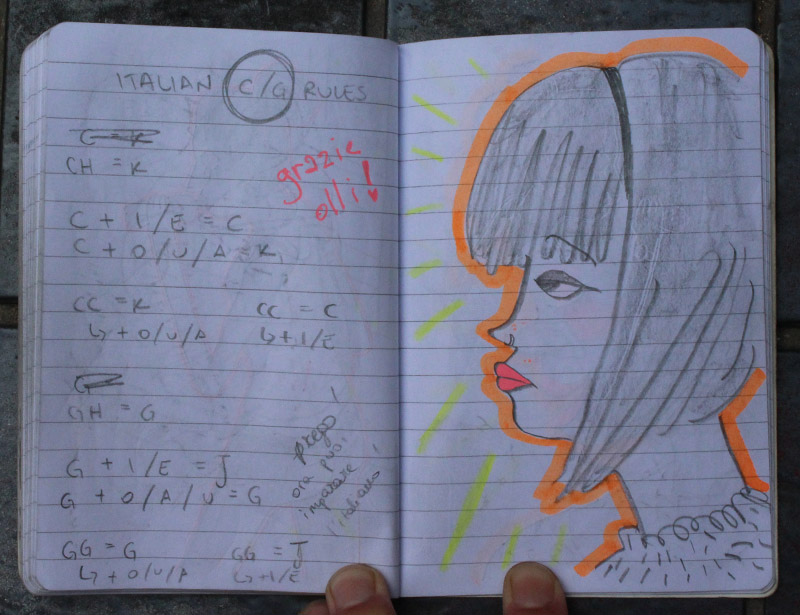 ITALIAN C/G RULES
C = K
CH = K
grazie
olli!
C + I/E = C
C + O/U/A = K
CC = K CC = C
↳ + O/U/A ↳ + I/E
G
GH = G
prego!
ora puoi
imparare
italiano!
G + I/E = J
G + O/A/U = G
GG = G GG = J
↳ + O/U/A ↳ + I/E